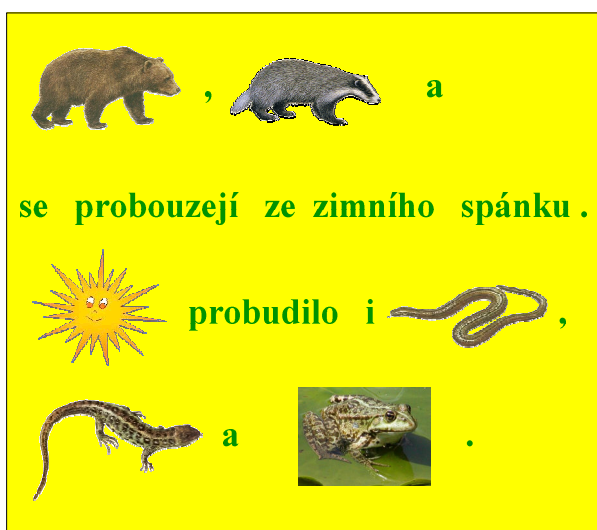 , a
se probouzejí ze zimního spánku .
probudilo i ,
a .